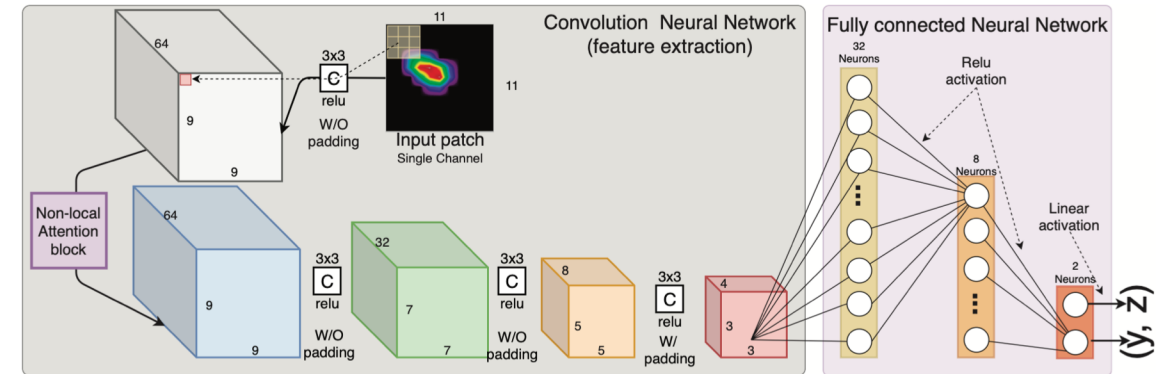 Convolution Neural Network
(feature extraction)
Fully connected Neural Network
64
9
9
3x3
C
relu
W/O
padding
11
11
Input patch
Single Channel
Non-local
Attention
block
64
9
9
3x3
C
relu
W/O
padding
32
7
7
3x3
C
relu
W/O
padding
8
5
5
3x3
C
relu
W/
padding
4
3
3
32
Neurons
Relu
activation
8
Neurons
Linear
activation
2
Neurons
(y, z)